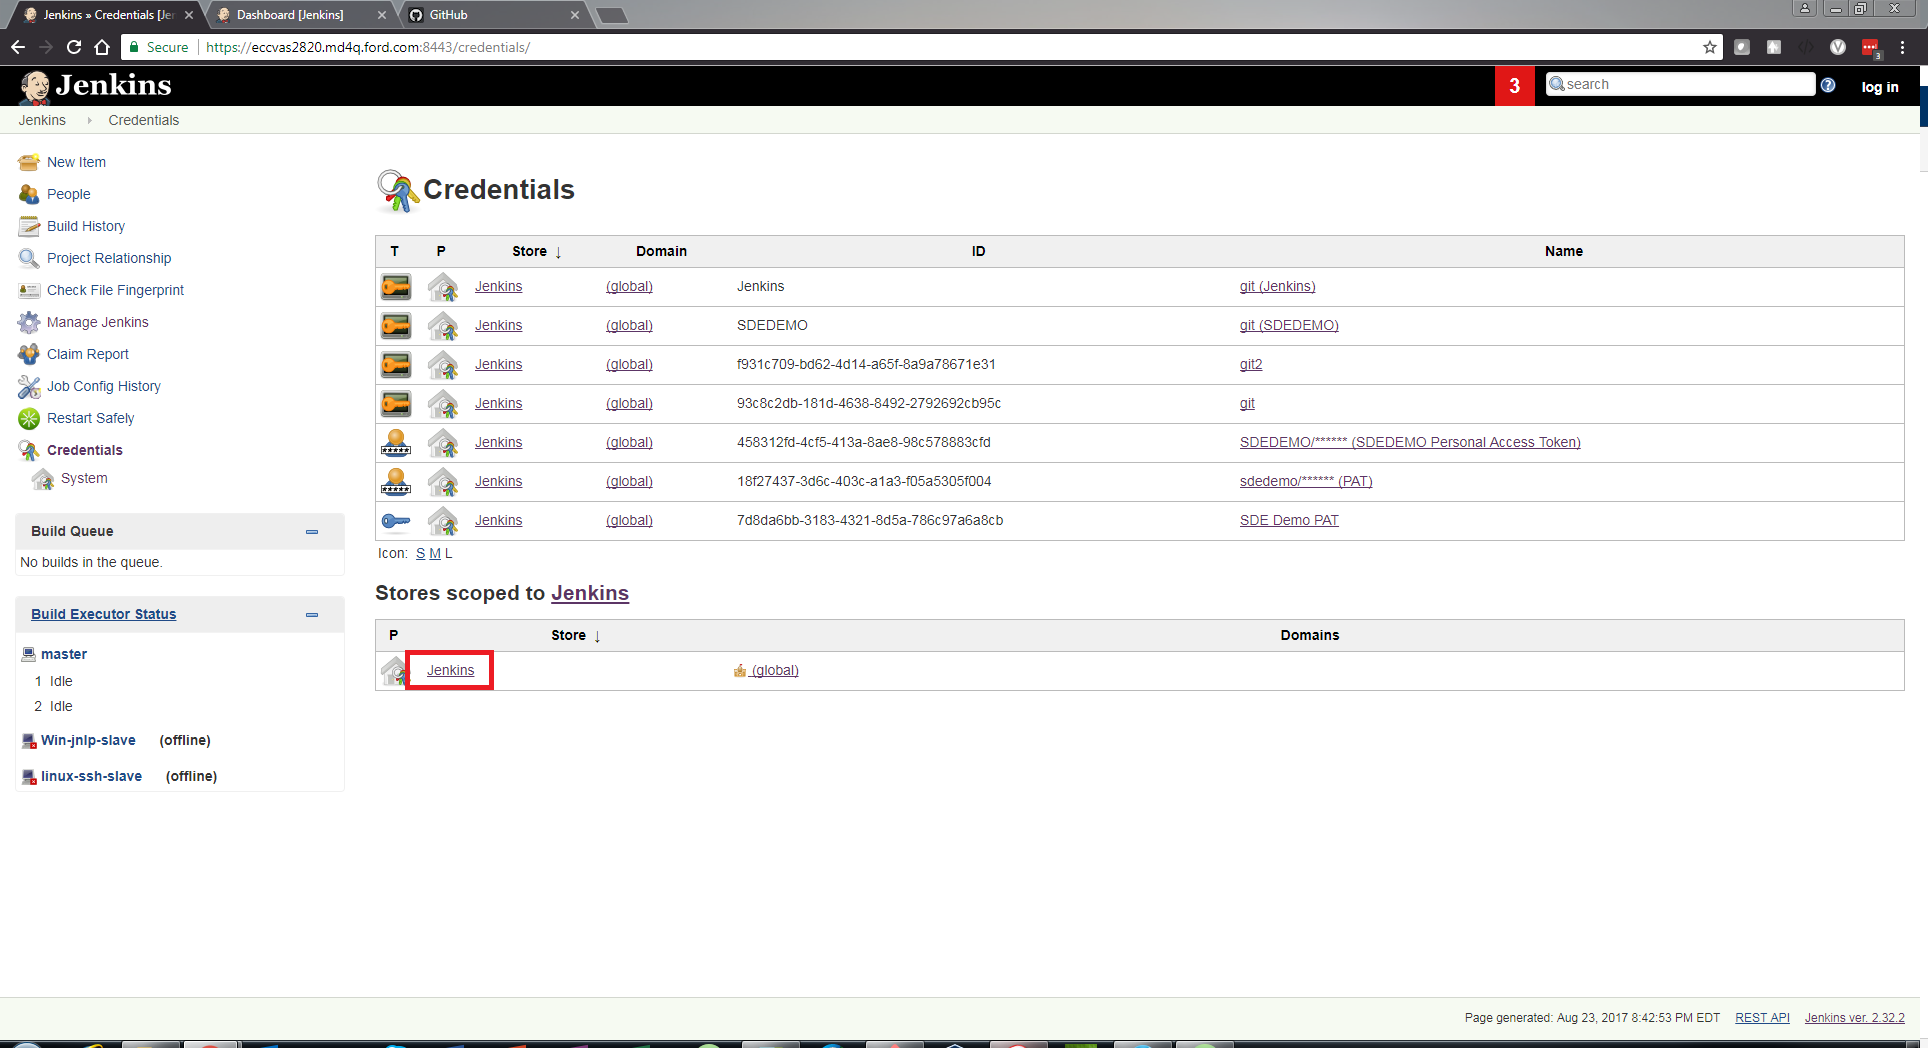 Jenkins » Credentials [Jen
Dashboard [Jenkins]
GitHub
Secure
https://eccvas2820.md4q.ford.com:8443/credentials/
3
Jenkins
3
search
log in
Jenkins
Credentials
New Item
People
Build History
Project Relationship
Check File Fingerprint
Manage Jenkins
Claim Report
Job Config History
Restart Safely
Credentials
System
Build Queue
No builds in the queue.
Build Executor Status
master
1 Idle
2 Idle
Win-jnlp-slave (offline)
linux-ssh-slave (offline)
Credentials
T P Store ↓ Domain ID Name
Jenkins (global) Jenkins git (Jenkins)
Jenkins (global) SDEDEMO git (SDEDEMO)
Jenkins (global) f931c709-bd62-4d14-a65f-8a9a78671e31 git2
Jenkins (global) 93c8c2db-181d-4638-8492-2792692cb95c git
Jenkins (global) 458312fd-4cf5-413a-8ae8-98c578883cfd SDEDEMO/****** (SDEDEMO Personal Access Token)
Jenkins (global) 18f27437-3d6c-403c-a1a3-f05a5305f004 sdedemo/****** (PAT)
Jenkins (global) 7d8da6bb-3183-4321-8d5a-786c97a6a8cb SDE Demo PAT
Icon: S M L
Stores scoped to Jenkins
P Store ↓ Domains
Jenkins (global)
Page generated: Aug 23, 2017 8:42:53 PM EDT REST API Jenkins ver. 2.32.2